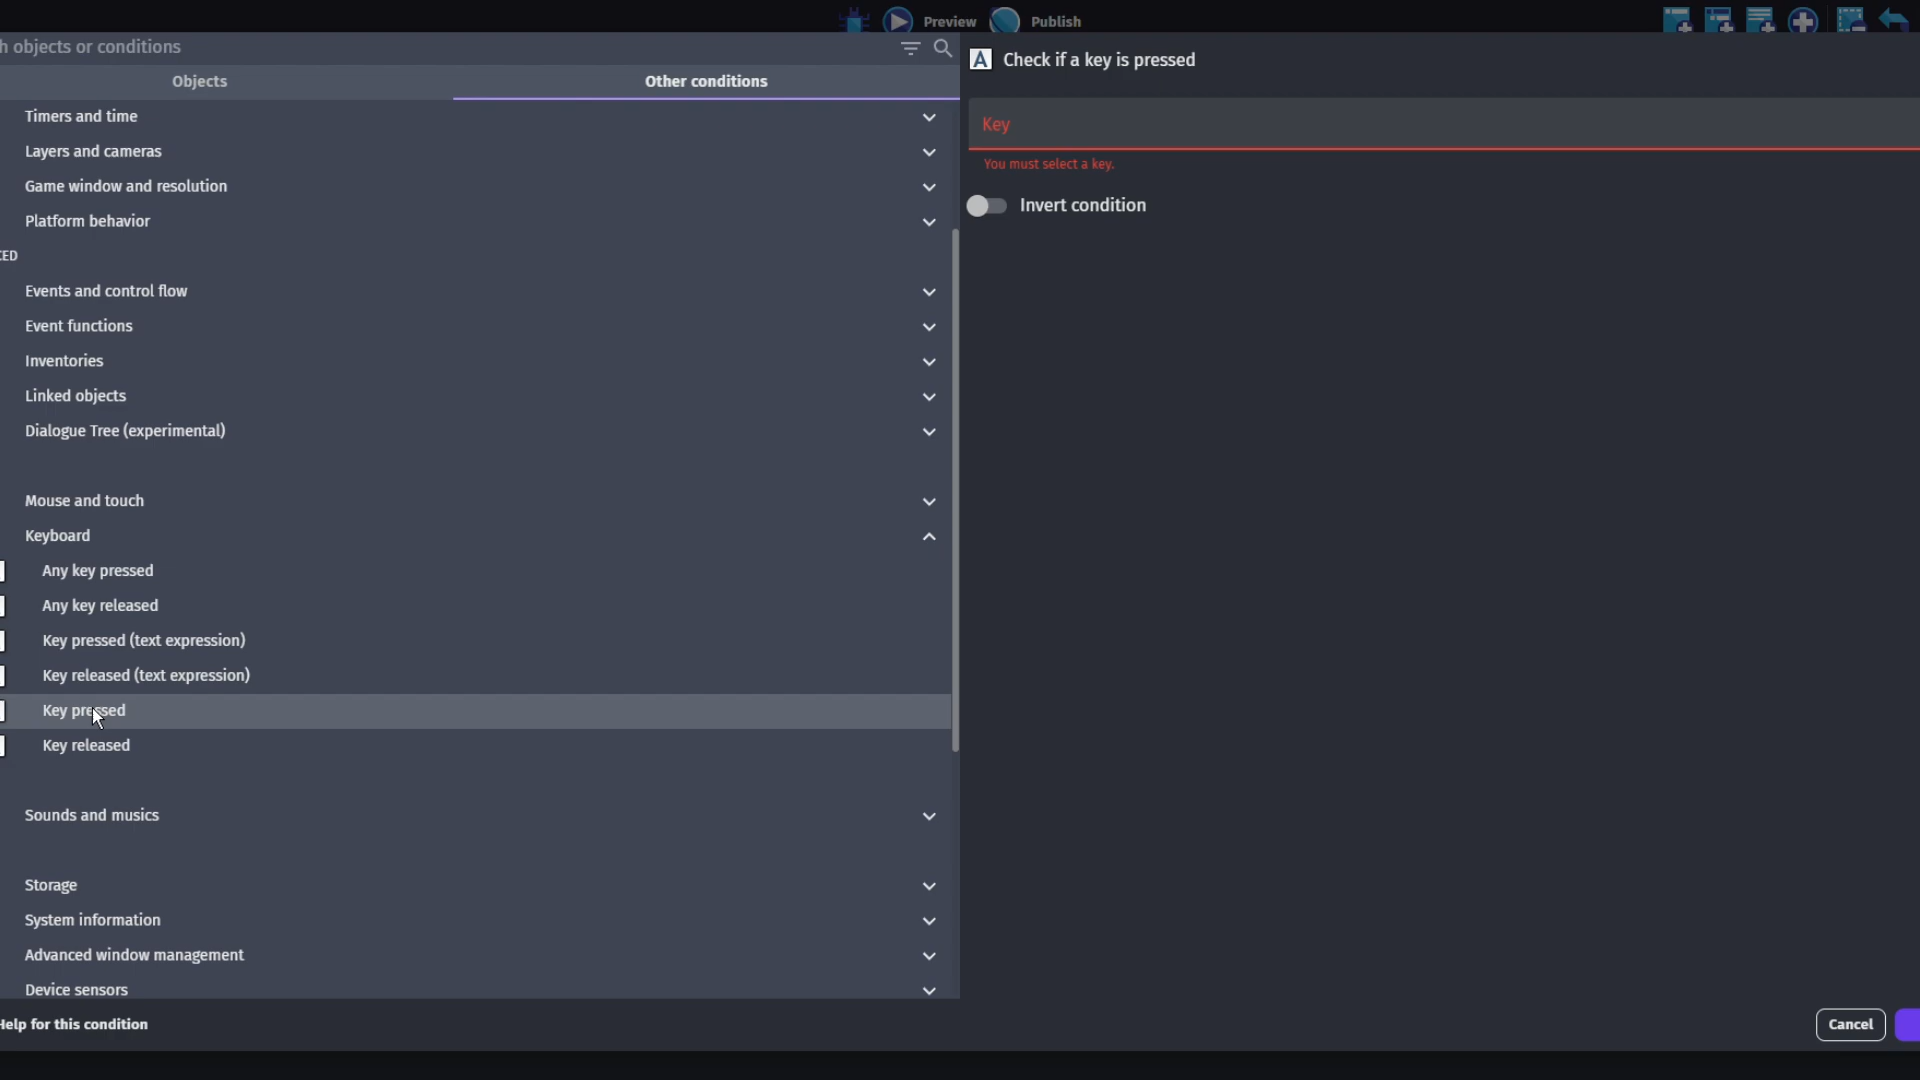 Preview
Publish
h objects or conditions
Objects
Other conditions
Timers and time
Layers and cameras
Game window and resolution
Platform behavior
CED
Events and control flow
Event functions
Inventories
Linked objects
Dialogue Tree (experimental)
Mouse and touch
Keyboard
Any key pressed
Any key released
Key pressed (text expression)
Key released (text expression)
Key pressed
Key released
Sounds and musics
Storage
System information
Advanced window management
Device sensors
Help for this condition
A Check if a key is pressed
Key
You must select a key.
Invert condition
Cancel